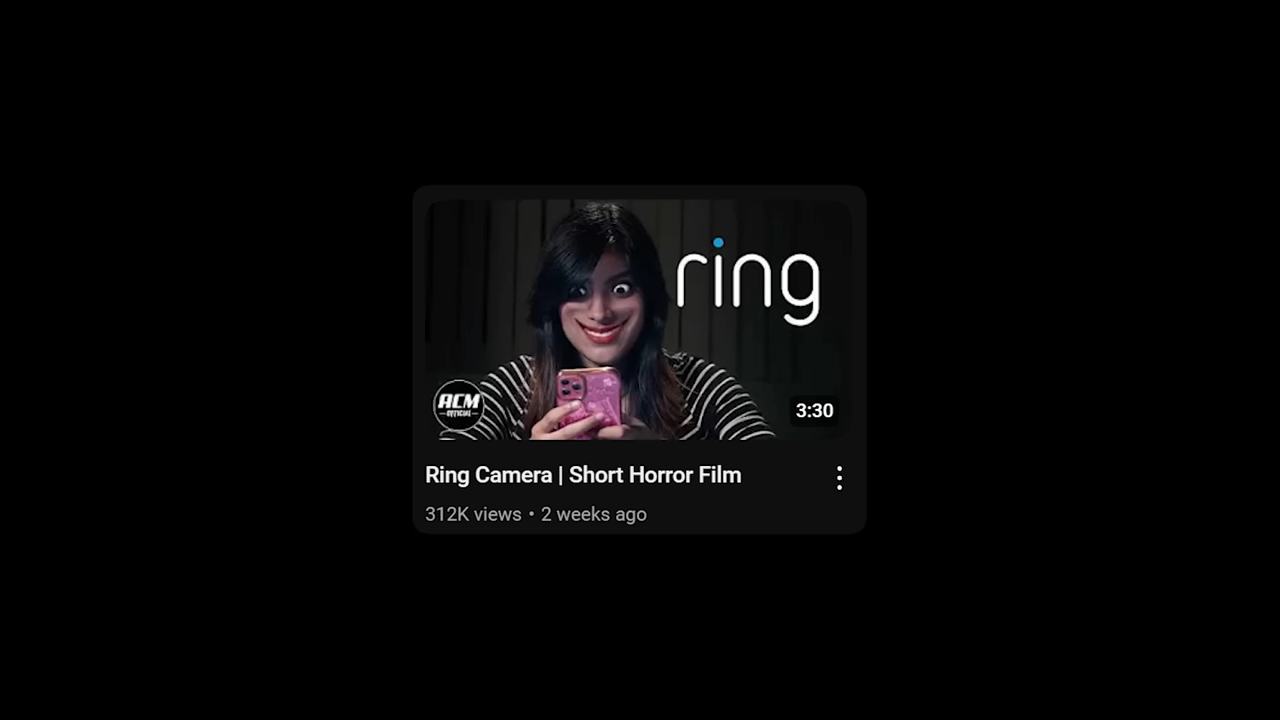 ring
ACM
OFFICIAL
3:30
Ring Camera | Short Horror Film
312K views • 2 weeks ago